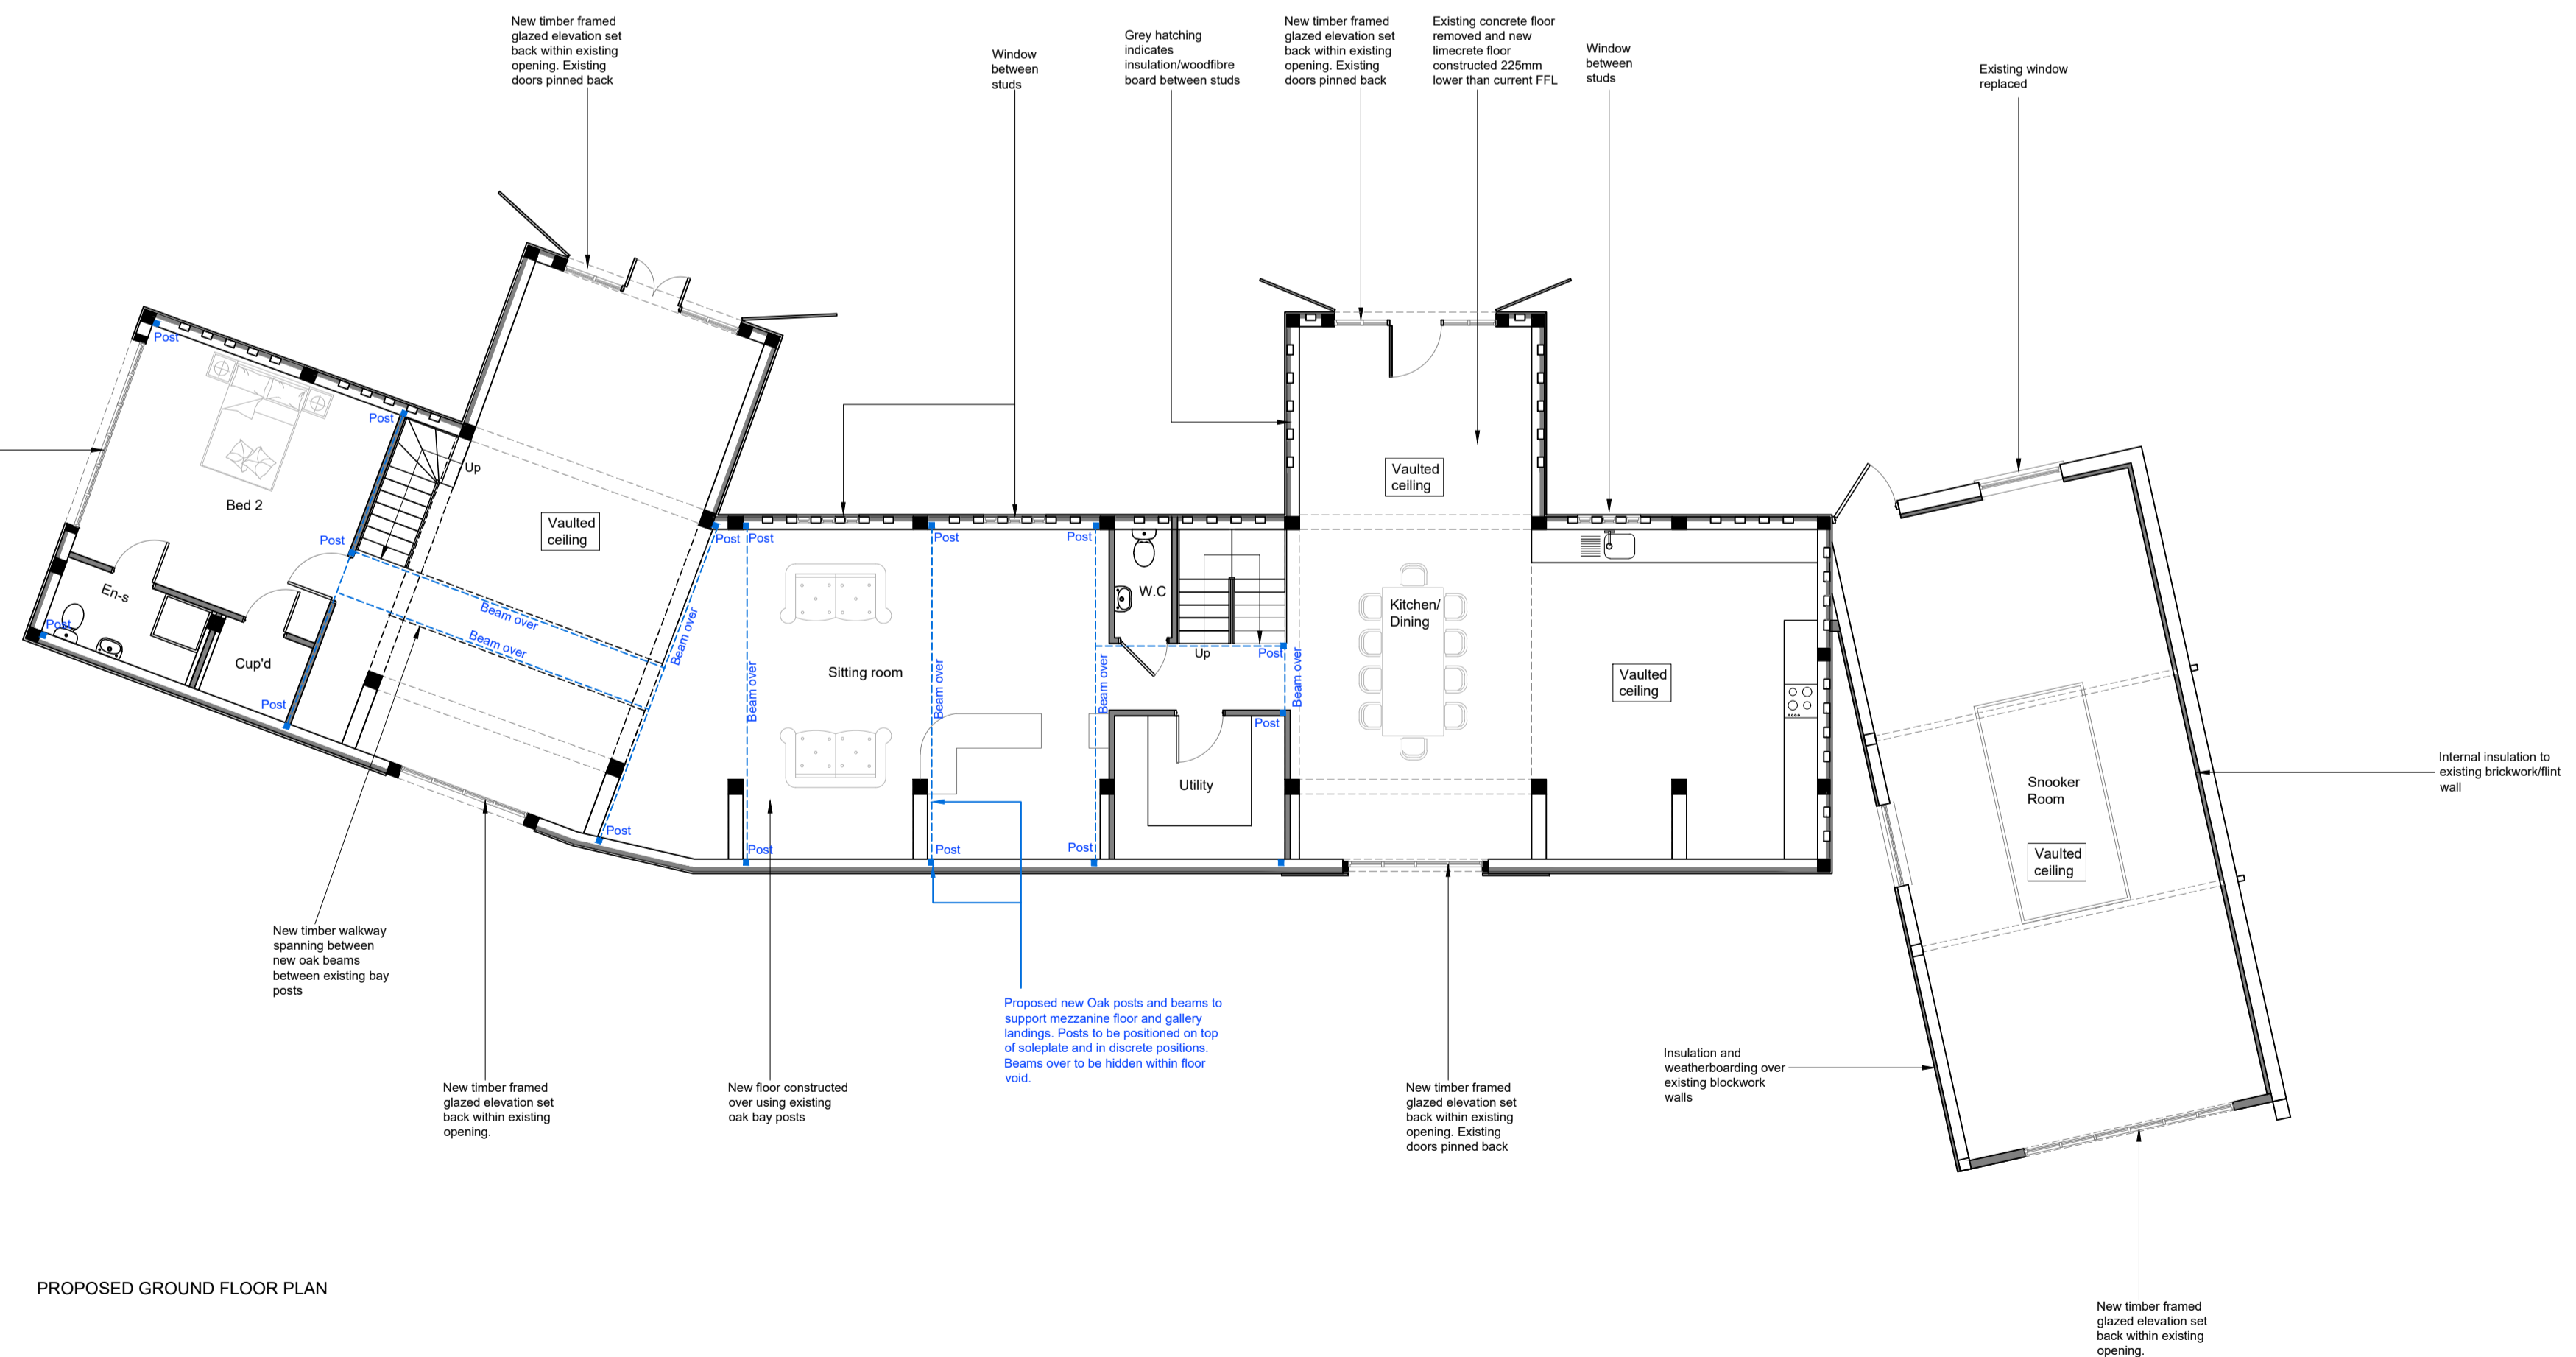 New timber framed
glazed elevation set
back within existing
opening. Existing
doors pinned back
Window
between
studs
Grey hatching
indicates
insulation/woodfibre
board between studs
New timber framed
glazed elevation set
back within existing
opening. Existing
doors pinned back
Existing concrete floor
removed and new
limecrete floor
constructed 225mm
lower than current FFL
Window
between
studs
Existing window
replaced
Post
Post
Up
Bed 2
Vaulted
ceiling
Post
En-s
Post
Cup'd
Post
Beam over
Beam over
Beam over
Post
Post
Post
Post
Post
Beam over
Sitting room
Beam over
Beam over
W.C
Up
Post
Beam over
Post
Utility
Post
Post
Post
Vaulted
ceiling
Kitchen/
Dining
Vaulted
ceiling
Snooker
Room
Vaulted
ceiling
Internal insulation to
existing brickwork/flint
wall
New timber walkway
spanning between
new oak beams
between existing bay
posts
New timber framed
glazed elevation set
back within existing
opening.
New floor constructed
over using existing
oak bay posts
Proposed new Oak posts and beams to
support mezzanine floor and gallery
landings. Posts to be positioned on top
of soleplate and in discrete positions.
Beams over to be hidden within floor
void.
New timber framed
glazed elevation set
back within existing
opening. Existing
doors pinned back
Insulation and
weatherboarding over
existing blockwork
walls
New timber framed
glazed elevation set
back within existing
opening.
PROPOSED GROUND FLOOR PLAN